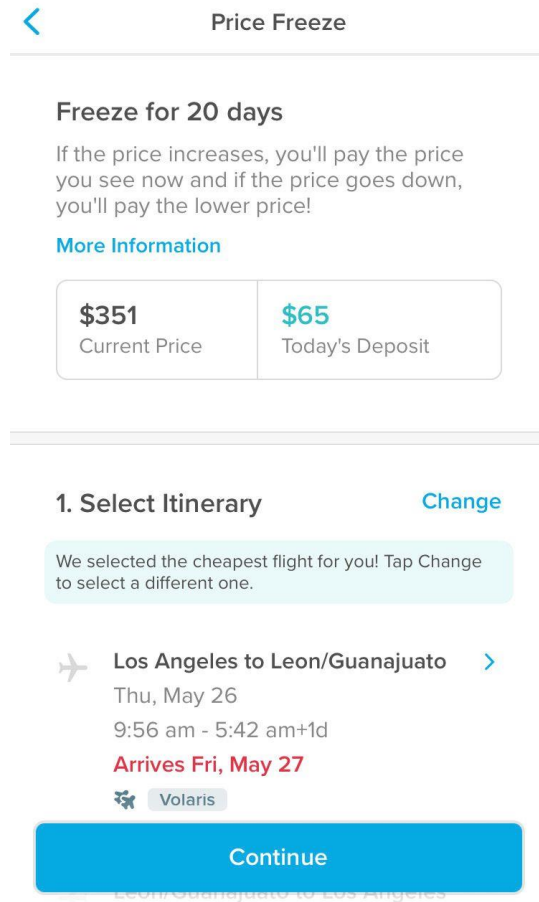 Price Freeze
Freeze for 20 days
If the price increases, you'll pay the price
you see now and if the price goes down,
you'll pay the lower price!
More Information
$351
Current Price
$65
Today's Deposit
1. Select Itinerary
Change
We selected the cheapest flight for you! Tap Change
to select a different one.
Los Angeles to Leon/Guanajuato
Thu, May 26
9:56 am - 5:42 am+1d
Arrives Fri, May 27
Volaris
Continue
Leon/Guanajuato to Los Angeles